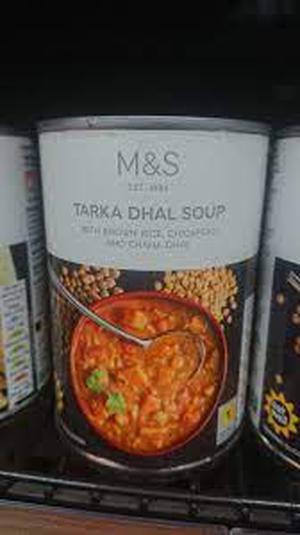 M&S
EST. 1884
TARKA DHAL SOUP
WITH BROWN RICE, CHICKPEAS
AND CHANA DHAL